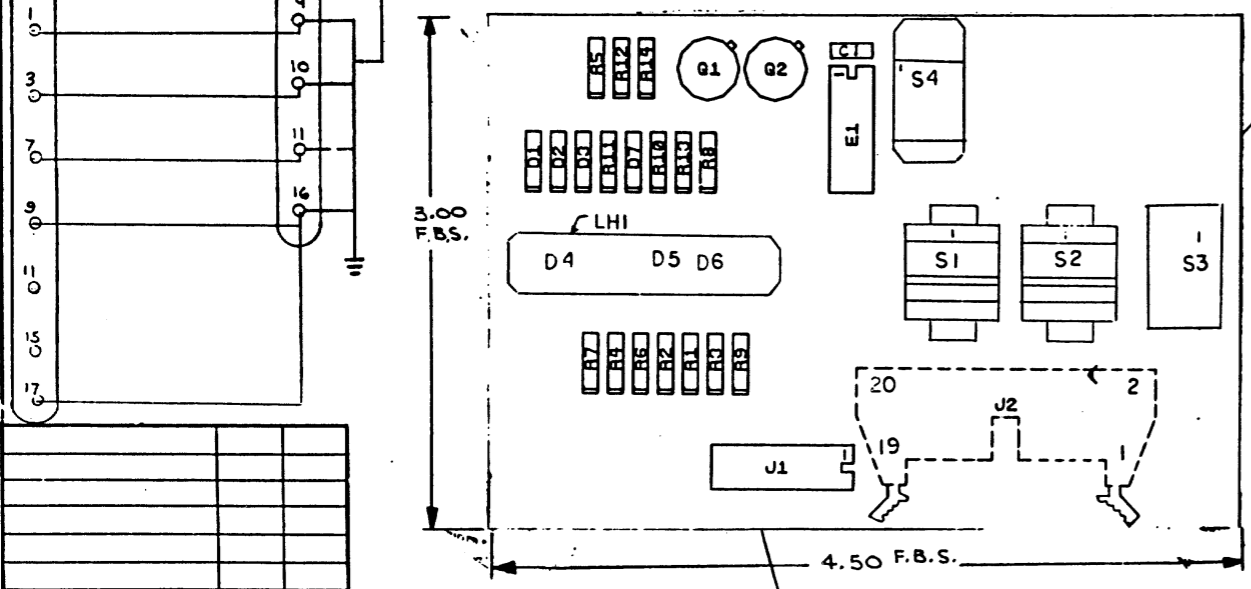 1
3
7
9
11
15
17
4
10
11
16
3.00
F.B.S.
R5
R12
R14
Q1
Q2
C1
E1
S4
D1
D2
D3
R11
D7
R10
R13
R8
LH1
D4
D5
D6
1
S1
1
S2
1
S3
R7
R4
R6
R2
R1
R3
R9
20
2
J2
19
1
J1
4.50 F.B.S.